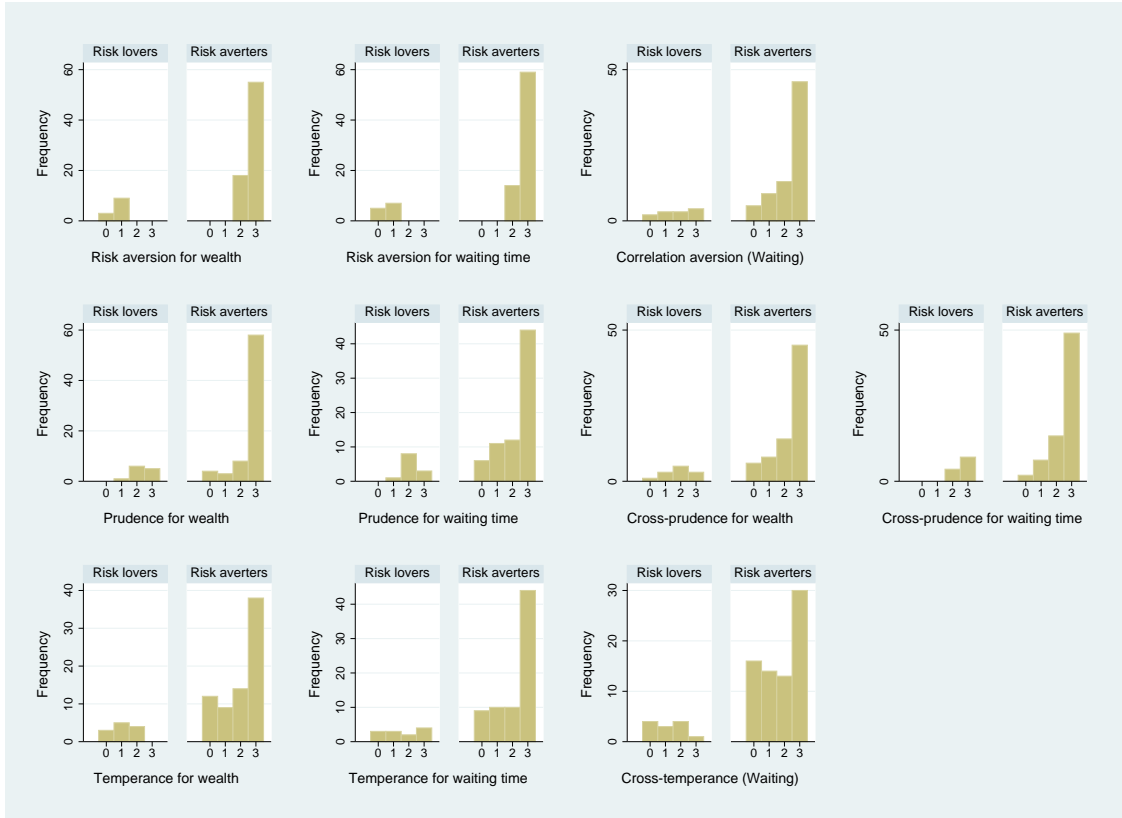 Risk lovers Risk averters
Frequency
60
40
20
0
0 1 2 3 0 1 2 3
Risk aversion for wealth
Risk lovers Risk averters
Frequency
60
40
20
0
0 1 2 3 0 1 2 3
Risk aversion for waiting time
Risk lovers Risk averters
Frequency
50
0
0 1 2 3 0 1 2 3
Correlation aversion (Waiting)
Risk lovers Risk averters
Frequency
60
40
20
0
0 1 2 3 0 1 2 3
Prudence for wealth
Risk lovers Risk averters
Frequency
40
30
20
10
0
0 1 2 3 0 1 2 3
Prudence for waiting time
Risk lovers Risk averters
Frequency
50
0
0 1 2 3 0 1 2 3
Cross-prudence for wealth
Risk lovers Risk averters
Frequency
50
0
0 1 2 3 0 1 2 3
Cross-prudence for waiting time
Risk lovers Risk averters
Frequency
40
30
20
10
0
0 1 2 3 0 1 2 3
Temperance for wealth
Risk lovers Risk averters
Frequency
40
30
20
10
0
0 1 2 3 0 1 2 3
Temperance for waiting time
Risk lovers Risk averters
Frequency
30
20
10
0
0 1 2 3 0 1 2 3
Cross-temperance (Waiting)